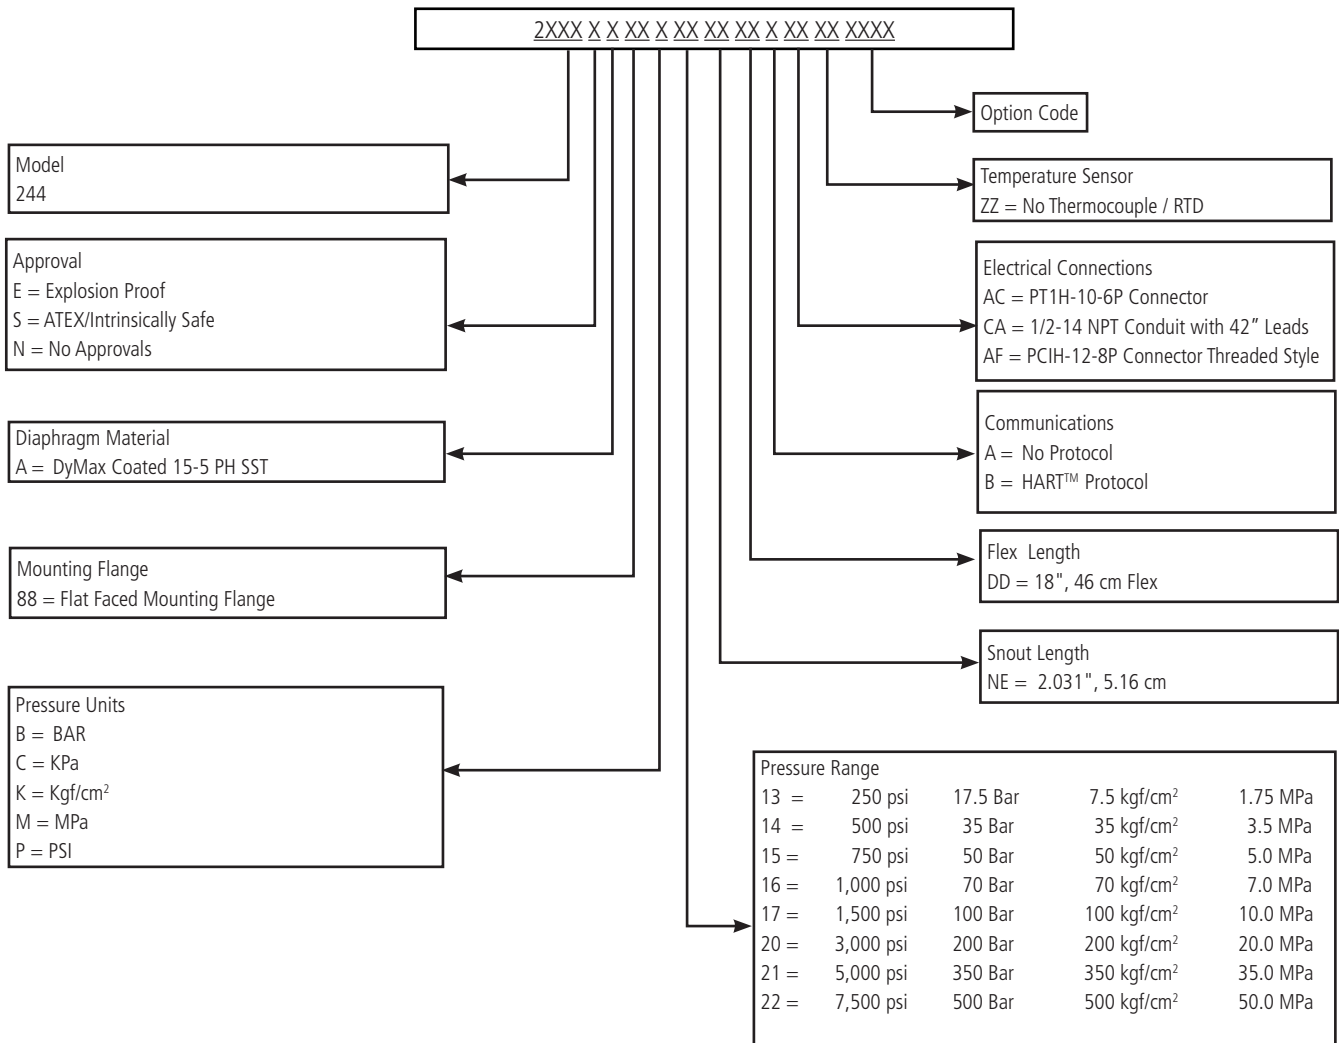 2XXX X X XX X XX XX XX X XX XX XXXX
Option Code
Model
244
Temperature Sensor
ZZ = No Thermocouple / RTD
Approval
E = Explosion Proof
S = ATEX/Intrinsically Safe
N = No Approvals
Electrical Connections
AC = PT1H-10-6P Connector
CA = 1/2-14 NPT Conduit with 42" Leads
AF = PCIH-12-8P Connector Threaded Style
Diaphragm Material
A = DyMax Coated 15-5 PH SST
Communications
A = No Protocol
B = HART™ Protocol
Mounting Flange
88 = Flat Faced Mounting Flange
Flex Length
DD = 18", 46 cm Flex
Snout Length
NE = 2.031", 5.16 cm
Pressure Units
B = BAR
C = KPa
K = Kgf/cm²
M = MPa
P = PSI
Pressure Range
13 = 250 psi 17.5 Bar 7.5 kgf/cm² 1.75 MPa
14 = 500 psi 35 Bar 35 kgf/cm² 3.5 MPa
15 = 750 psi 50 Bar 50 kgf/cm² 5.0 MPa
16 = 1,000 psi 70 Bar 70 kgf/cm² 7.0 MPa
17 = 1,500 psi 100 Bar 100 kgf/cm² 10.0 MPa
20 = 3,000 psi 200 Bar 200 kgf/cm² 20.0 MPa
21 = 5,000 psi 350 Bar 350 kgf/cm² 35.0 MPa
22 = 7,500 psi 500 Bar 500 kgf/cm² 50.0 MPa